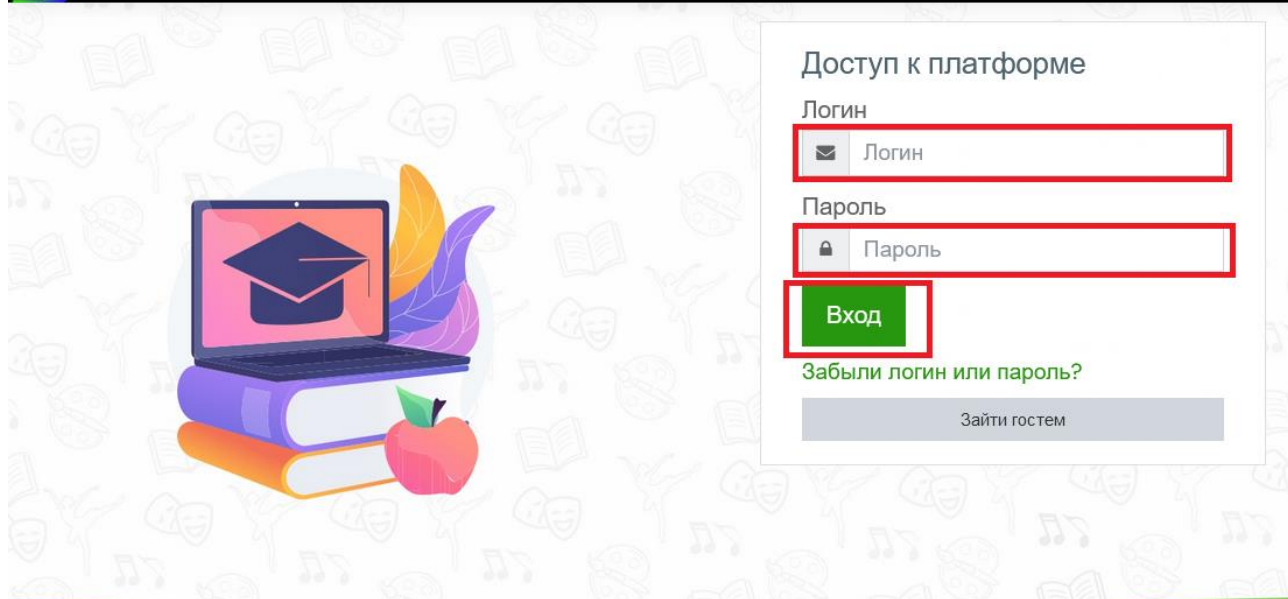 Доступ к платформе
Логин
Логин
Пароль
Пароль
Вход
Забыли логин или пароль?
Зайти гостем